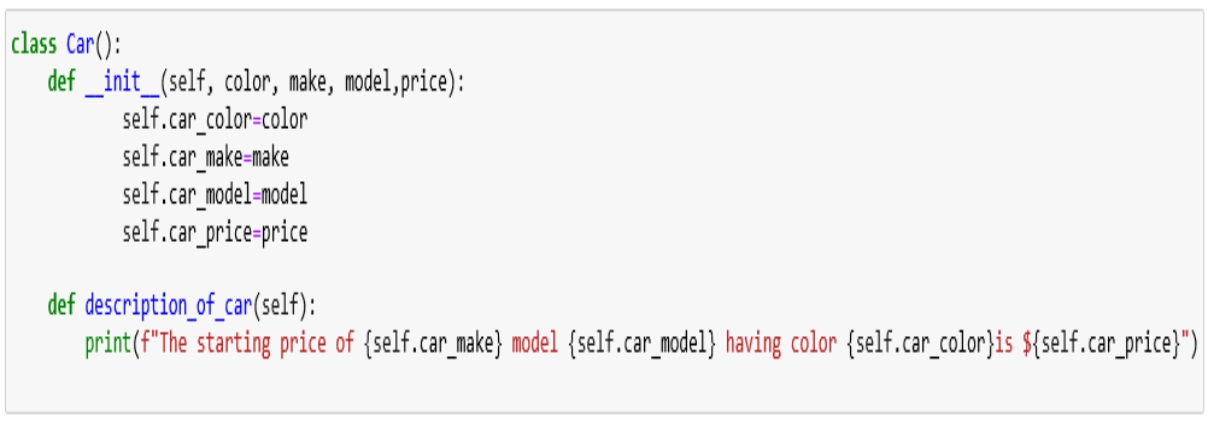 class Car():
    def __init__(self, color, make, model,price):
            self.car_color=color
            self.car_make=make
            self.car_model=model
            self.car_price=price
    def description_of_car(self):
        print(f"The starting price of {self.car_make} model {self.car_model} having color {self.car_color}is ${self.car_price}")